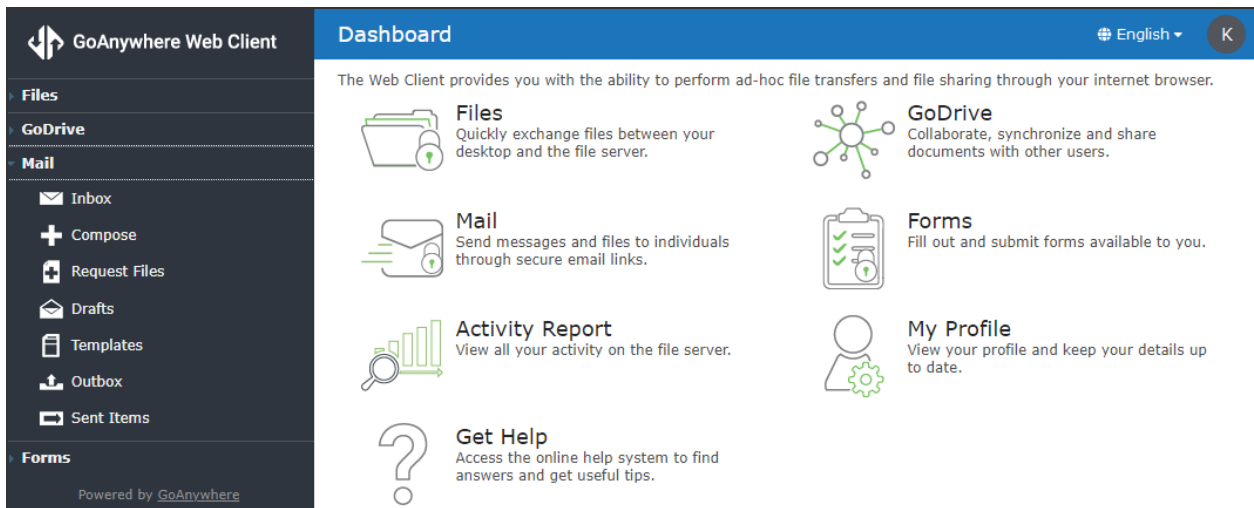 GoAnywhere Web Client
Files
GoDrive
Mail
Inbox
Compose
Request Files
Drafts
Templates
Outbox
Sent Items
Forms
Powered by GoAnywhere
Dashboard
English
K
The Web Client provides you with the ability to perform ad-hoc file transfers and file sharing through your internet browser.
Files
Quickly exchange files between your
desktop and the file server.
GoDrive
Collaborate, synchronize and share
documents with other users.
Mail
Send messages and files to individuals
through secure email links.
Forms
Fill out and submit forms available to you.
Activity Report
View all your activity on the file server.
My Profile
View your profile and keep your details up
to date.
Get Help
Access the online help system to find
answers and get useful tips.